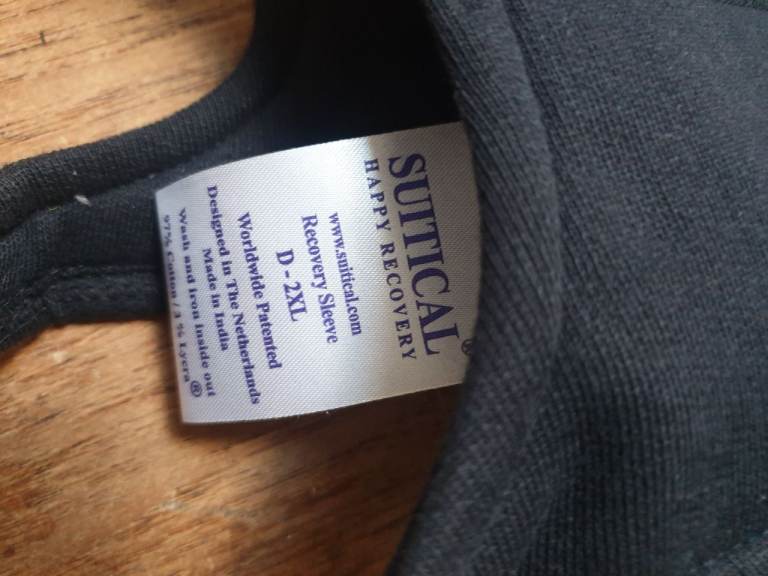 SUITICAL®
HAPPY RECOVERY
www.suitical.com
Recovery Sleeve
D - 2XL
Worldwide Patented
Designed in The Netherlands
Made in India
Wash and iron inside out
97% Cotton / 3 % Lycra ®